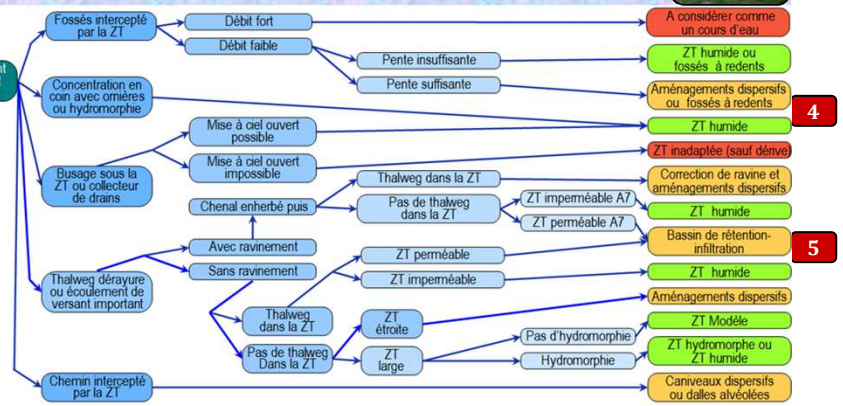 Fossés intercepté
par la ZT
Débit fort
A considérer comme
un cours d'eau
Débit faible
Pente insuffisante
ZT humide ou
fossés à redents
Pente suffisante
Aménagements dispersifs
ou fossés à redents
4
Concentration en
coin avec ornières
ou hydromorphie
ZT humide
Mise à ciel ouvert
possible
Busage sous la
ZT ou collecteur
de drains
Mise à ciel ouvert
impossible
ZT inadaptée (sauf dérive)
Thalweg dans la ZT
Correction de ravine et
aménagements dispersifs
Chenal enherbé puis
Pas de thalweg
dans la ZT
ZT imperméable A7
ZT humide
ZT perméable A7
Bassin de rétention-
infiltration
5
Avec ravinement
ZT perméable
Sans ravinement
ZT imperméable
ZT humide
Thalweg dérayure
ou écoulement de
versant important
Aménagements dispersifs
Thalweg
dans la ZT
ZT
étroite
ZT Modèle
Pas d'hydromorphie
Pas de thalweg
Dans la ZT
ZT
large
Hydromorphie
ZT hydromorphe ou
ZT humide
Chemin intercepté
par la ZT
Caniveaux dispersifs
ou dalles alvéolées